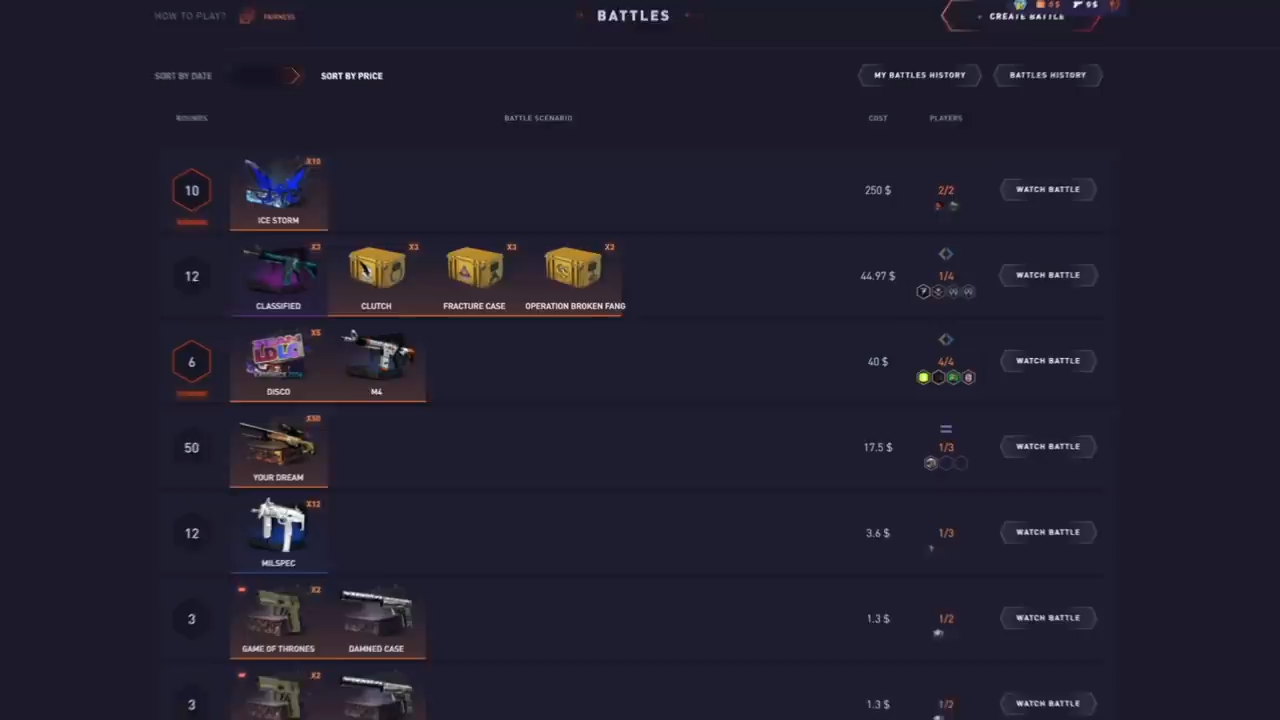 HOW TO PLAY? FAIRNESS BATTLES CREATE BATTLE
0$ 0$
SORT BY DATE SORT BY PRICE MY BATTLES HISTORY BATTLES HISTORY
ROUNDS BATTLE SCENARIO COST PLAYERS
10 X10 ICE STORM 250 $ 2/2 WATCH BATTLE
12 X3 CLASSIFIED X3 CLUTCH X3 FRACTURE CASE X3 OPERATION BROKEN FANG 44.97 $ 1/4 WATCH BATTLE
6 X5 DISCO M4 40 $ 4/4 WATCH BATTLE
50 X50 YOUR DREAM 17.5 $ 1/3 WATCH BATTLE
12 X12 MILSPEC 3.6 $ 1/3 WATCH BATTLE
3 X2 GAME OF THRONES DAMNED CASE 1.3 $ 1/2 WATCH BATTLE
3 X2 1.3 $ 1/2 WATCH BATTLE